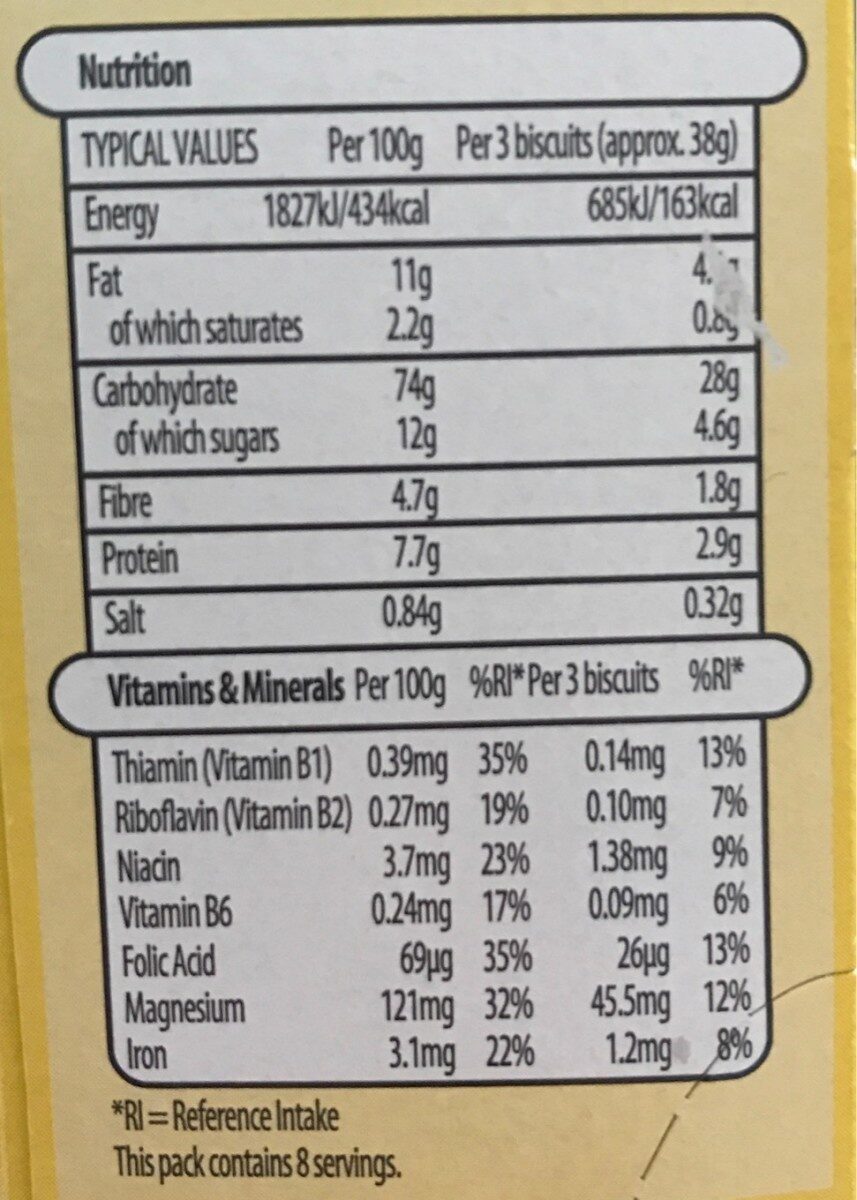 Nutrition
TYPICAL VALUES Per 100g Per 3 biscuits (approx. 38g)
Energy 1827kJ/434kcal 685kJ/163kcal
Fat 11g
of which saturates 2.2g 0.8g
Carbohydrate 74g 28g
of which sugars 12g 4.6g
Fibre 4.7g 1.8g
Protein 7.7g 2.9g
Salt 0.84g 0.32g
Vitamins & Minerals Per 100g %RI* Per 3 biscuits %RI*
Thiamin (Vitamin B1) 0.39mg 35% 0.14mg 13%
Riboflavin (Vitamin B2) 0.27mg 19% 0.10mg 7%
Niacin 3.7mg 23% 1.38mg 9%
Vitamin B6 0.24mg 17% 0.09mg 6%
Folic Acid 69µg 35% 26µg 13%
Magnesium 121mg 32% 45.5mg 12%
Iron 3.1mg 22% 1.2mg 8%
*RI = Reference Intake
This pack contains 8 servings.